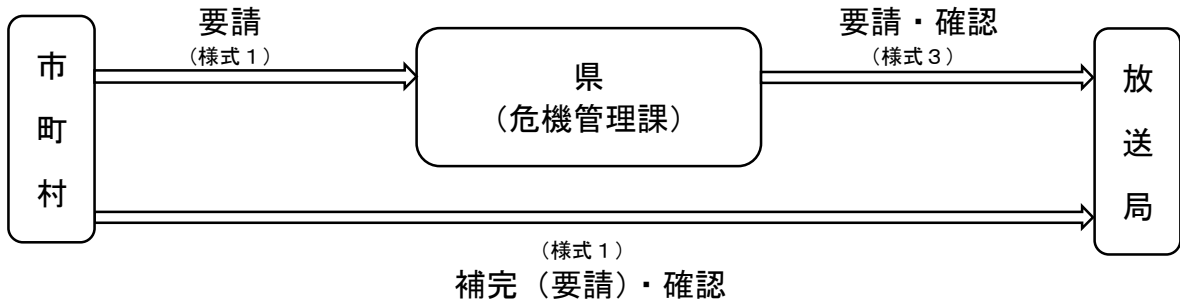 要請
(様式1)
要請・確認
(様式3)
市町村
県
(危機管理課)
放送局
(様式1)
補完(要請)・確認